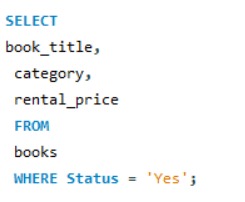 SELECT
book_title,
category,
rental_price
FROM
books
WHERE Status = 'Yes';